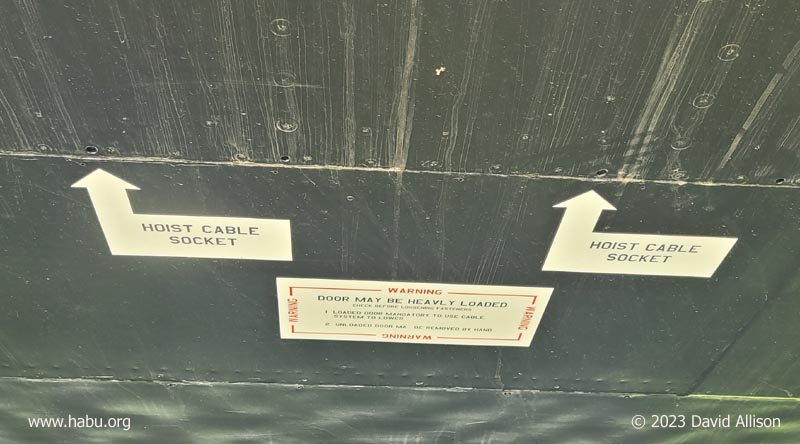 HOIST CABLE
SOCKET
HOIST CABLE
SOCKET
WARNING
WARNING
DOOR MAY BE HEAVLY LOADED
CHECK BEFORE LOOSENING FASTENERS
1 LOADED DOOR MANDATORY TO USE CABLE
SYSTEM TO LOWER
2 UNLOADED DOOR BE REMOVED BY HAND
WARNING
WARNING
www.habu.org
© 2023 David Allison